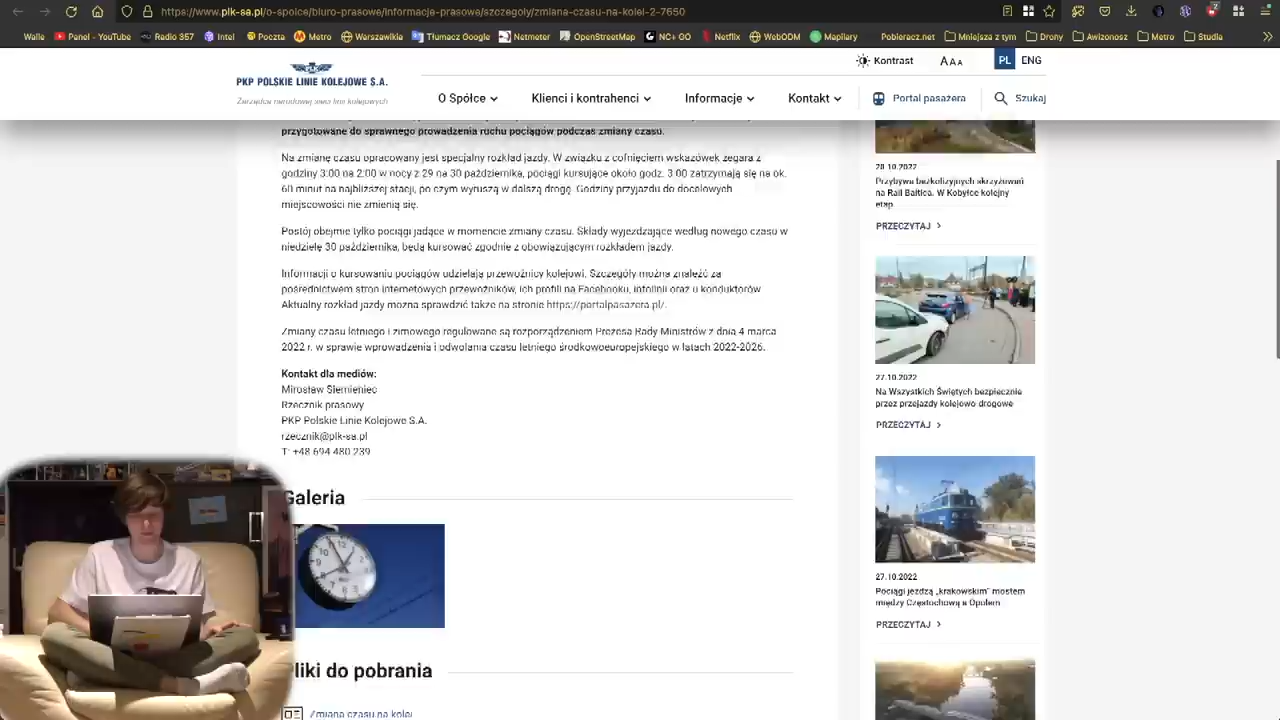 https://www.plk-sa.pl/o-spolce/biuro-prasowe/informacje-prasowe/szczegoly/zmiana-czasu-na-kolei-2-7650
Walle
Panel - YouTube
Radio 357
Intel
Poczta
Metro
Warszawikle
Tłumacz Google
Netmeter
OpenStreetMap
NC+ GO
Netflix
WebODM
Mapillary
Pobieracz.net
Miejsca z tym
Drony
Awizonosz
Metro
Studia
Kontrast
AAA
PL ENG
PKP POLSKIE LINIE KOLEJOWE S.A.
Zarządca narodowej sieci linii kolejowych
O Spółce
Klienci i kontrahenci
Informacje
Kontakt
Portal pasażera
Szukaj
przygotowane do sprawnego prowadzenia ruchu pociągów podczas zmiany czasu.
Na zmianę czasu opracowany jest specjalny rozkład jazdy. W związku z cofnięciem wskazówek zegara z
godziny 3:00 na 2:00 w nocy z 29 na 30 października, pociągi kursujące około godz. 3:00 zatrzymają się na ok.
60 minut na najbliższej stacji, po czym wyruszą w dalszą drogę. Godziny przyjazdu do docelowych
miejscowości nie zmienią się.
Postój obejmie tylko pociągi jadące w momencie zmiany czasu. Składy wyjeżdżające według nowego czasu w
niedzielę 30 października, będą kursować zgodnie z obowiązującym rozkładem jazdy.
Informacji o kursowaniu pociągów udzielają przewoźnicy kolejowi. Szczegóły można znaleźć za
pośrednictwem stron internetowych przewoźników, ich profili na Facebooku, infolinii oraz u konduktorów
Aktualny rozkład jazdy można sprawdzić także na stronie https://portalpasazera.pl/.
Zmiany czasu letniego i zimowego regulowane są rozporządzeniem Prezesa Rady Ministrów z dnia 4 marca
2022 r. w sprawie wprowadzenia i odwołania czasu letniego środkowoeuropejskiego w latach 2022-2026.
Kontakt dla mediów:
Mirosław Siemieniec
Rzecznik prasowy
PKP Polskie Linie Kolejowe S.A.
rzecznik@plk-sa.pl
T: +48 694 480 239
Galeria
Pliki do pobrania
Zmiana czasu na kolei
28.10.2022
Przybywa bezkolizyjnych skrzyżowań
na Rail Baltica. W Kobyłce kolejny
etap
PRZECZYTAJ
27.10.2022
Na Wszystkich Świętych bezpiecznie
przez przejazdy kolejowo drogowe
PRZECZYTAJ
27.10.2022
Pociągi jeżdżą „krakowskim" mostem
między Częstochową a Opolem
PRZECZYTAJ